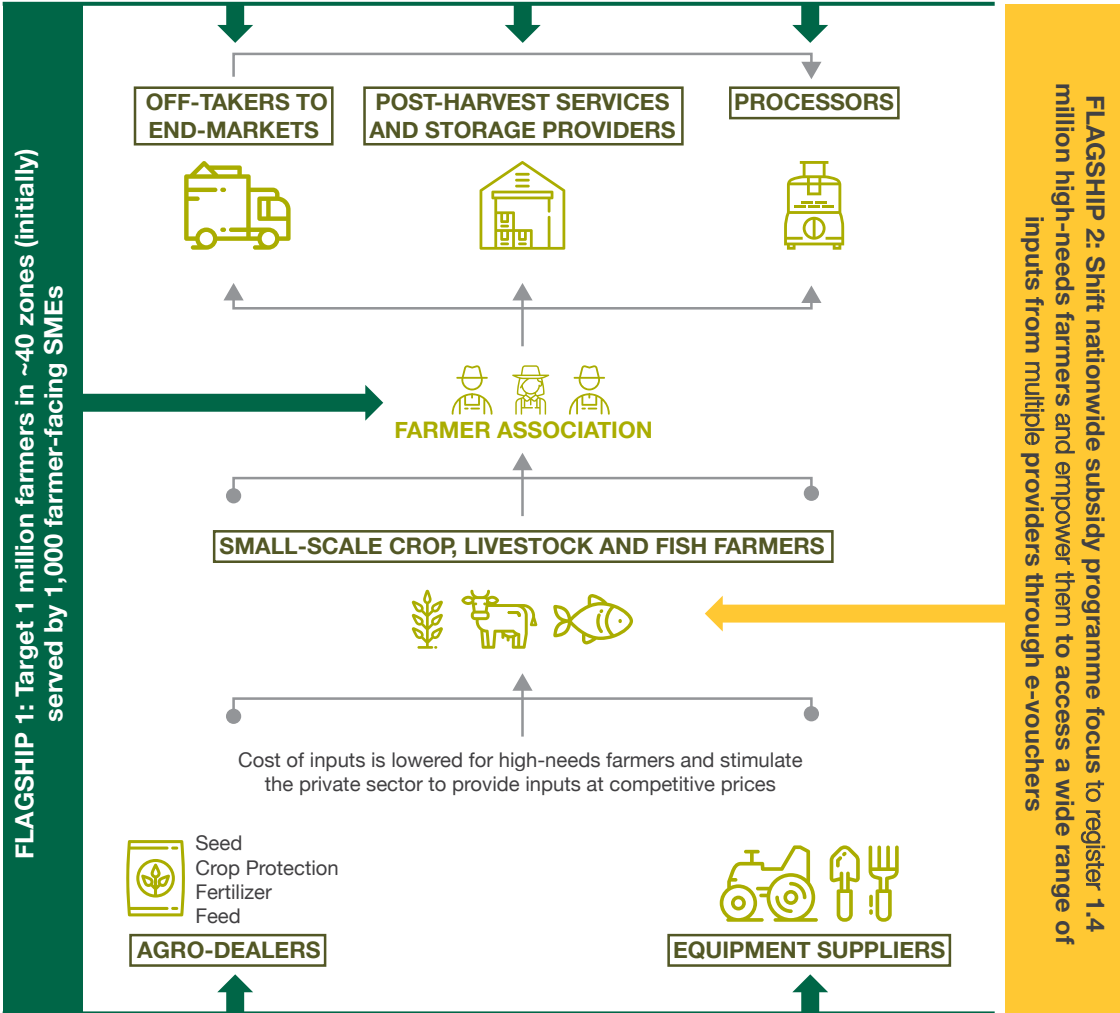 FLAGSHIP 1: Target 1 million farmers in ~40 zones (initially)
served by 1,000 farmer-facing SMEs
OFF-TAKERS TO
END-MARKETS
POST-HARVEST SERVICES
AND STORAGE PROVIDERS
PROCESSORS
FARMER ASSOCIATION
SMALL-SCALE CROP, LIVESTOCK AND FISH FARMERS
Cost of inputs is lowered for high-needs farmers and stimulate
the private sector to provide inputs at competitive prices
Seed
Crop Protection
Fertilizer
Feed
AGRO-DEALERS
EQUIPMENT SUPPLIERS
FLAGSHIP 2: Shift nationwide subsidy programme focus to register 1.4
million high-needs farmers and empower them to access a wide range of
inputs from multiple providers through e-vouchers